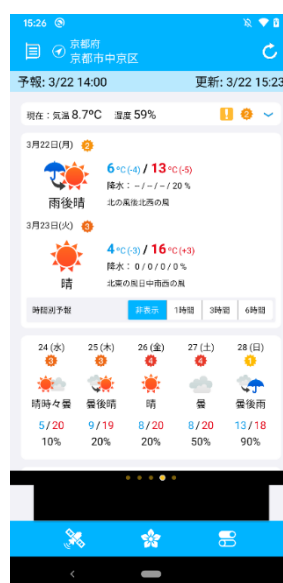 15:26
京都府
京都市中京区
予報: 3/22 14:00 更新: 3/22 15:23
現在：気温 8.7℃ 湿度 59% 2
3月22日(月) 2
6℃(-4) / 13℃(-5)
降水： - / - / - / 20 %
雨後晴 北の風後北西の風
3月23日(火) 3
4℃(-3) / 16℃(+3)
降水： 0 / 0 / 0 / 0 %
晴 北東の風日中南西の風
時間別予報 非表示 1時間 3時間 6時間
24 (水) 25 (木) 26 (金) 27 (土) 28 (日)
3 3 4 4 1
晴時々曇 曇後晴 晴 曇 曇後雨
5/20 9/19 8/20 8/20 13/18
10% 20% 20% 50% 90%